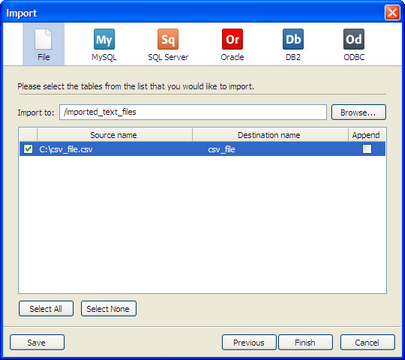 Import
My Sq Or Db Od
File MySQL SQL Server Oracle DB2 ODBC
Please select the tables from the list that you would like to import.
Import to: /imported_text_files Browse...
Source name Destination name Append
C:\csv_file.csv csv_file
Select All Select None
Save Previous Finish Cancel